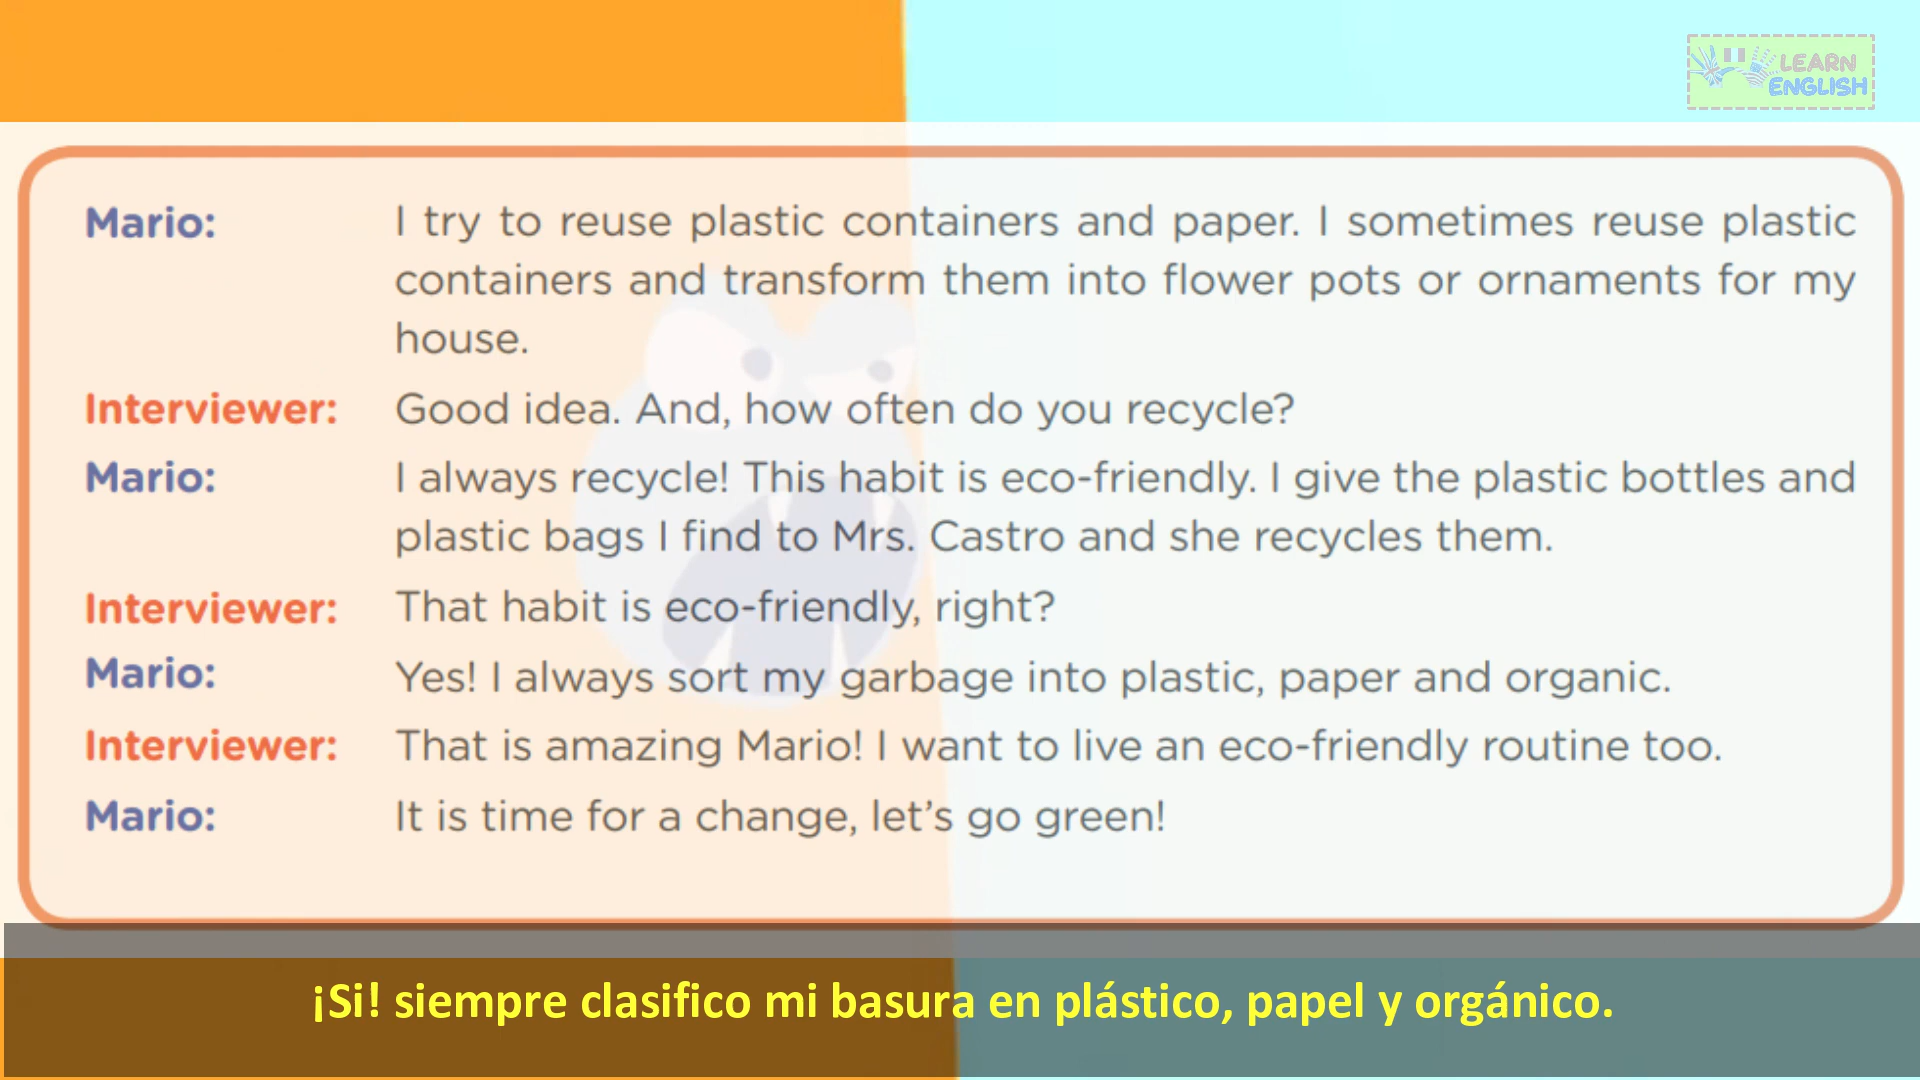 LEARN
ENGLISH
Mario: I try to reuse plastic containers and paper. I sometimes reuse plastic
containers and transform them into flower pots or ornaments for my
house.
Interviewer: Good idea. And, how often do you recycle?
Mario: I always recycle! This habit is eco-friendly. I give the plastic bottles and
plastic bags I find to Mrs. Castro and she recycles them.
Interviewer: That habit is eco-friendly, right?
Mario: Yes! I always sort my garbage into plastic, paper and organic.
Interviewer: That is amazing Mario! I want to live an eco-friendly routine too.
Mario: It is time for a change, let’s go green!
¡Si! siempre clasifico mi basura en plástico, papel y orgánico.